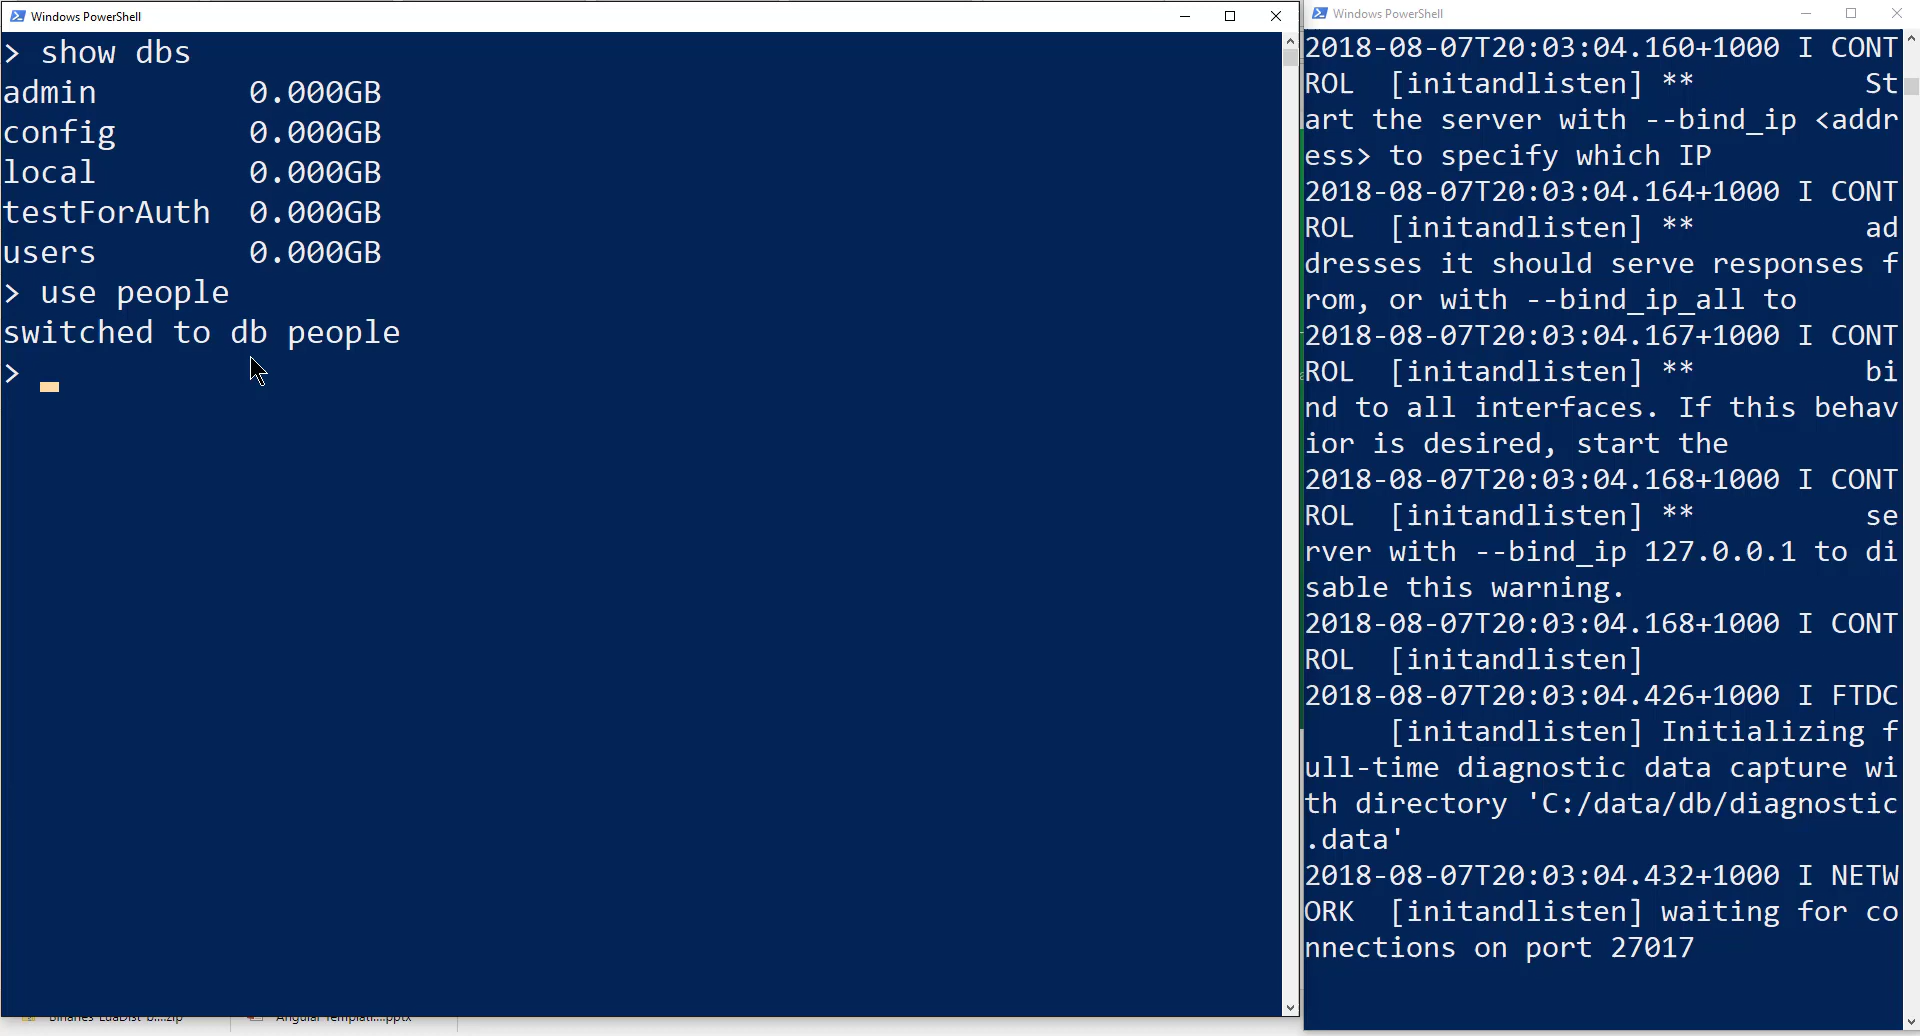 Windows PowerShell
> show dbs
admin        0.000GB
config       0.000GB
local        0.000GB
testForAuth  0.000GB
users        0.000GB
> use people
switched to db people
>
Windows PowerShell
2018-08-07T20:03:04.160+1000 I CONT
ROL  [initandlisten] **          St
art the server with --bind_ip <addr
ess> to specify which IP
2018-08-07T20:03:04.164+1000 I CONT
ROL  [initandlisten] **          ad
dresses it should serve responses f
rom, or with --bind_ip_all to
2018-08-07T20:03:04.167+1000 I CONT
ROL  [initandlisten] **          bi
nd to all interfaces. If this behav
ior is desired, start the
2018-08-07T20:03:04.168+1000 I CONT
ROL  [initandlisten] **          se
rver with --bind_ip 127.0.0.1 to di
sable this warning.
2018-08-07T20:03:04.168+1000 I CONT
ROL  [initandlisten]
2018-08-07T20:03:04.426+1000 I FTDC
     [initandlisten] Initializing f
ull-time diagnostic data capture wi
th directory 'C:/data/db/diagnostic
.data'
2018-08-07T20:03:04.432+1000 I NETW
ORK  [initandlisten] waiting for co
nnections on port 27017